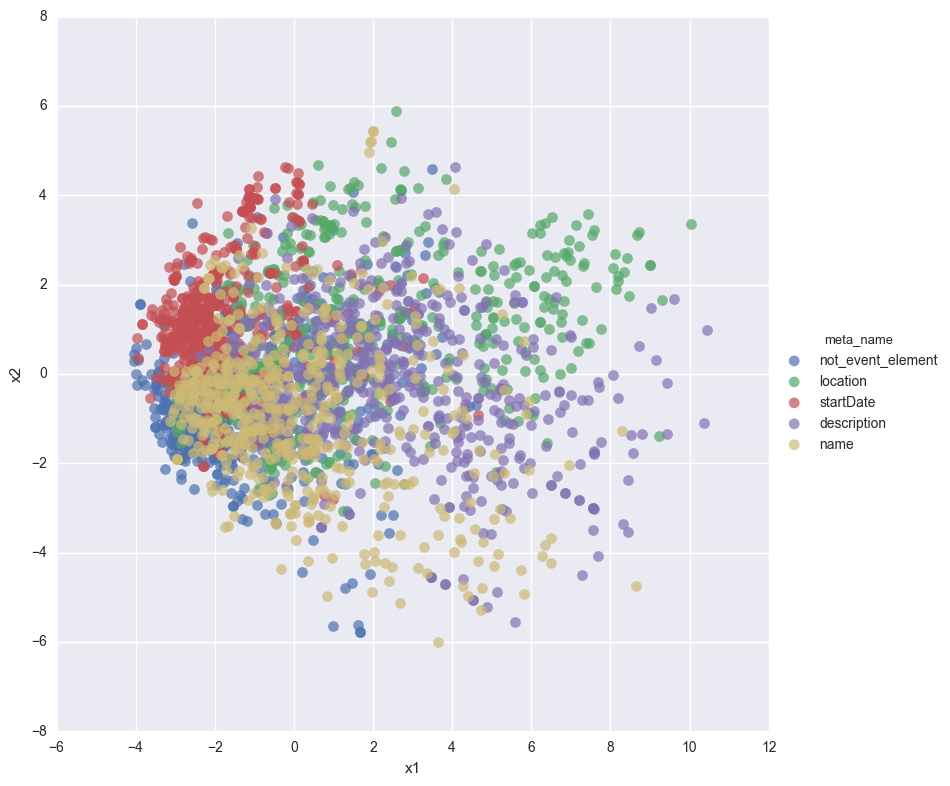 8
6
4
2
0
−2
−4
−6
−8
x2
−6 −4 −2 0 2 4 6 8 10 12
x1
meta_name
not_event_element
location
startDate
description
name